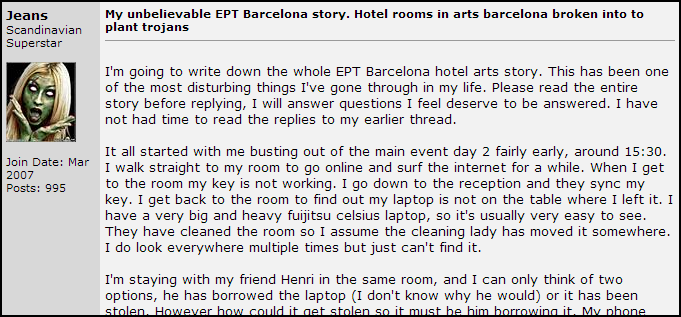 Jeans
Scandinavian
Superstar
Join Date: Mar
2007
Posts: 995
My unbelievable EPT Barcelona story. Hotel rooms in arts barcelona broken into to
plant trojans
I'm going to write down the whole EPT Barcelona hotel arts story. This has been one
of the most disturbing things I've gone through in my life. Please read the entire
story before replying, I will answer questions I feel deserve to be answered. I have
not had time to read the replies to my earlier thread.
It all started with me busting out of the main event day 2 fairly early, around 15:30.
I walk straight to my room to go online and surf the internet for a while. When I get
to the room my key is not working. I go down to the reception and they sync my
key. I get back to the room to find out my laptop is not on the table where I left it. I
have a very big and heavy fuijitsu celsius laptop, so it's usually very easy to see.
They have cleaned the room so I assume the cleaning lady has moved it somewhere.
I do look everywhere multiple times but just can't find it.
I'm staying with my friend Henri in the same room, and I can only think of two
options, he has borrowed the laptop (I don't know why he would) or it has been
stolen. However how could it get stolen so it must be him borrowing it. My phone